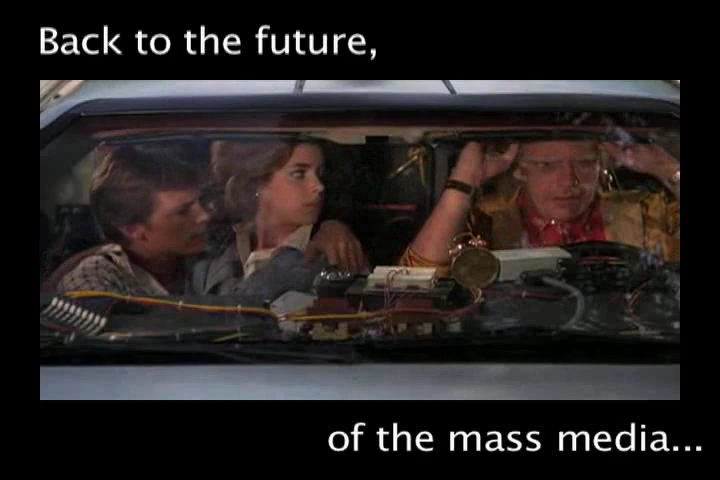 Back to the future,
of the mass media...